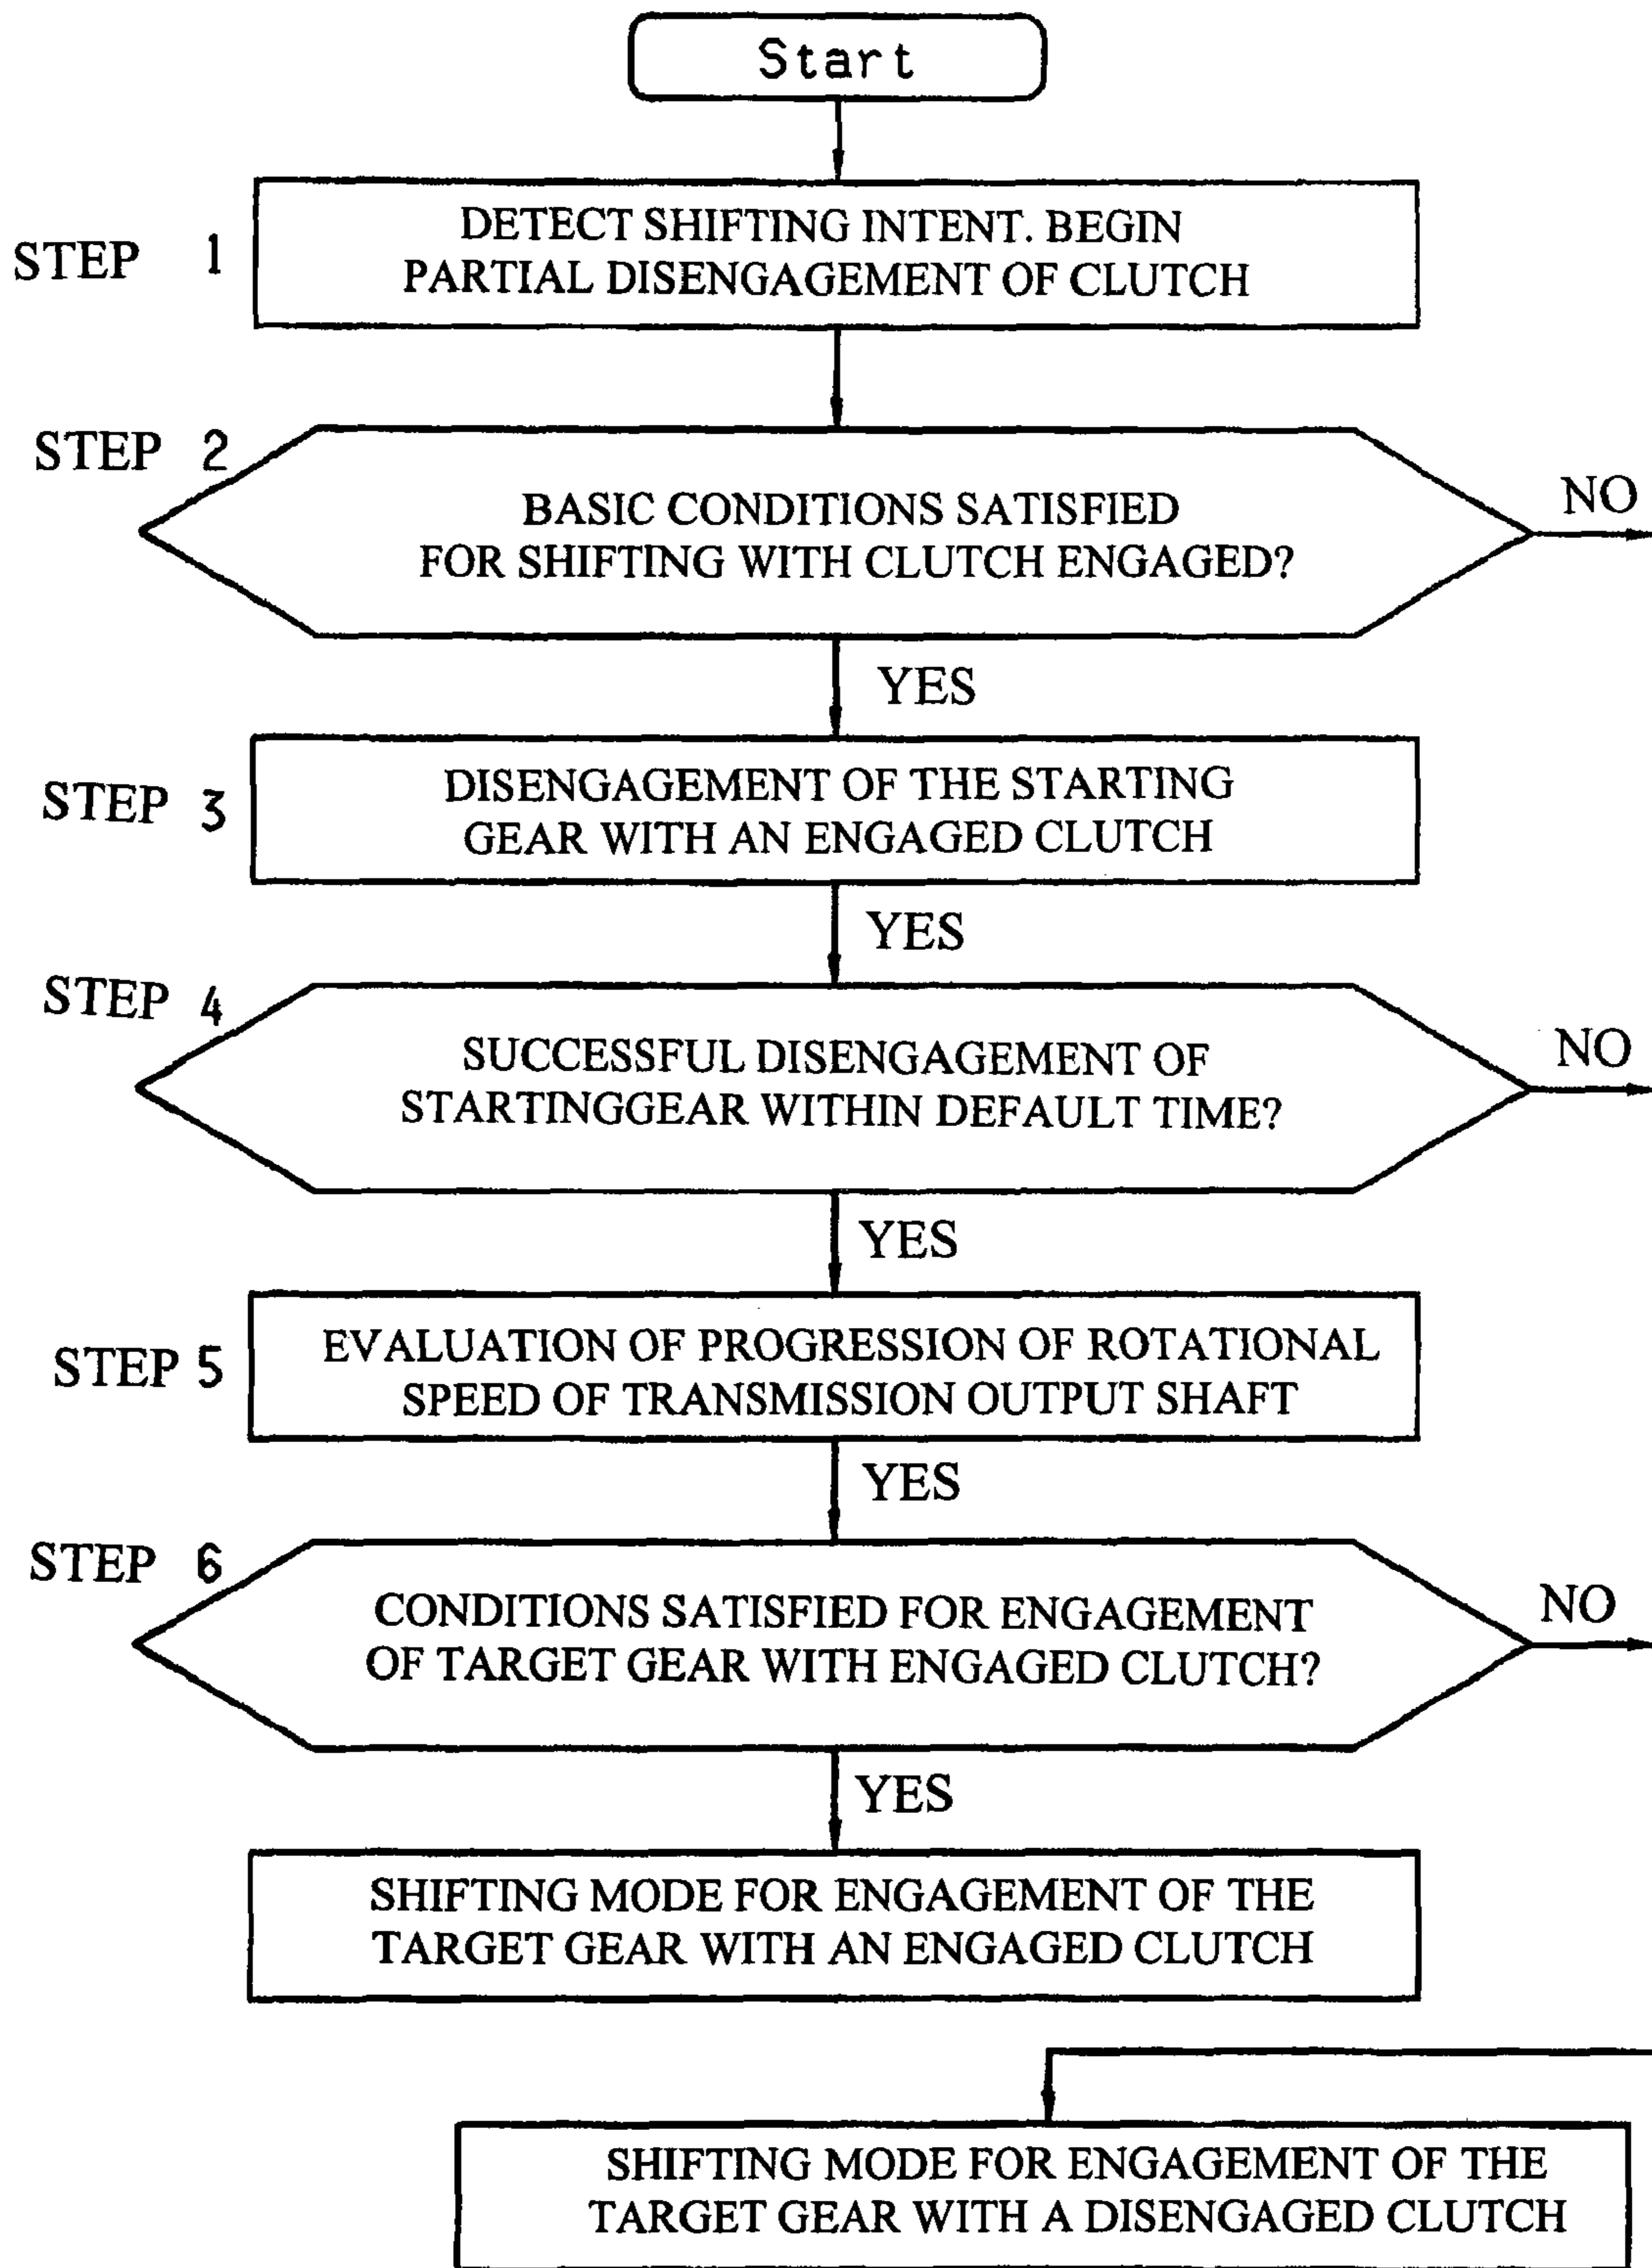 Start
STEP 1
DETECT SHIFTING INTENT. BEGIN
PARTIAL DISENGAGEMENT OF CLUTCH
STEP 2
BASIC CONDITIONS SATISFIED
FOR SHIFTING WITH CLUTCH ENGAGED?
NO
YES
STEP 3
DISENGAGEMENT OF THE STARTING
GEAR WITH AN ENGAGED CLUTCH
YES
STEP 4
SUCCESSFUL DISENGAGEMENT OF
STARTINGGEAR WITHIN DEFAULT TIME?
NO
YES
STEP 5
EVALUATION OF PROGRESSION OF ROTATIONAL
SPEED OF TRANSMISSION OUTPUT SHAFT
YES
STEP 6
CONDITIONS SATISFIED FOR ENGAGEMENT
OF TARGET GEAR WITH ENGAGED CLUTCH?
NO
YES
SHIFTING MODE FOR ENGAGEMENT OF THE
TARGET GEAR WITH AN ENGAGED CLUTCH
SHIFTING MODE FOR ENGAGEMENT OF THE
TARGET GEAR WITH A DISENGAGED CLUTCH